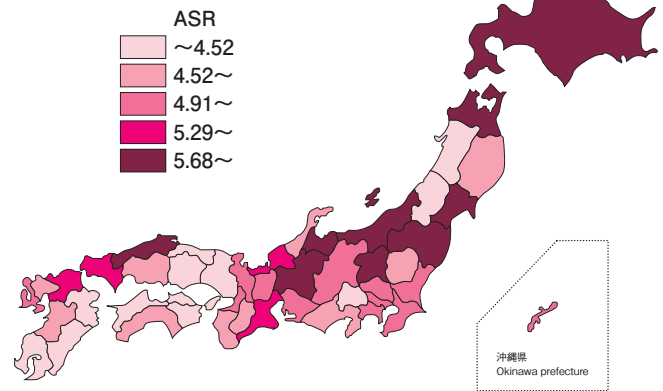 ASR
～4.52
4.52～
4.91～
5.29～
5.68～
沖縄県
Okinawa prefecture